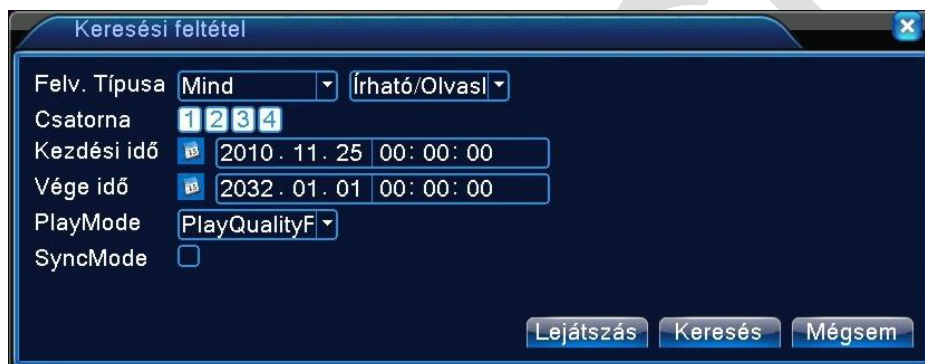 Keresési feltétel
Felv. Típusa Mind Írható/Olvasl
Csatorna 1 2 3 4
Kezdési idő 2010. 11. 25 00: 00: 00
Vége idő 2032. 01. 01 00: 00: 00
PlayMode PlayQualityF
SyncMode
Lejátszás Keresés Mégsem